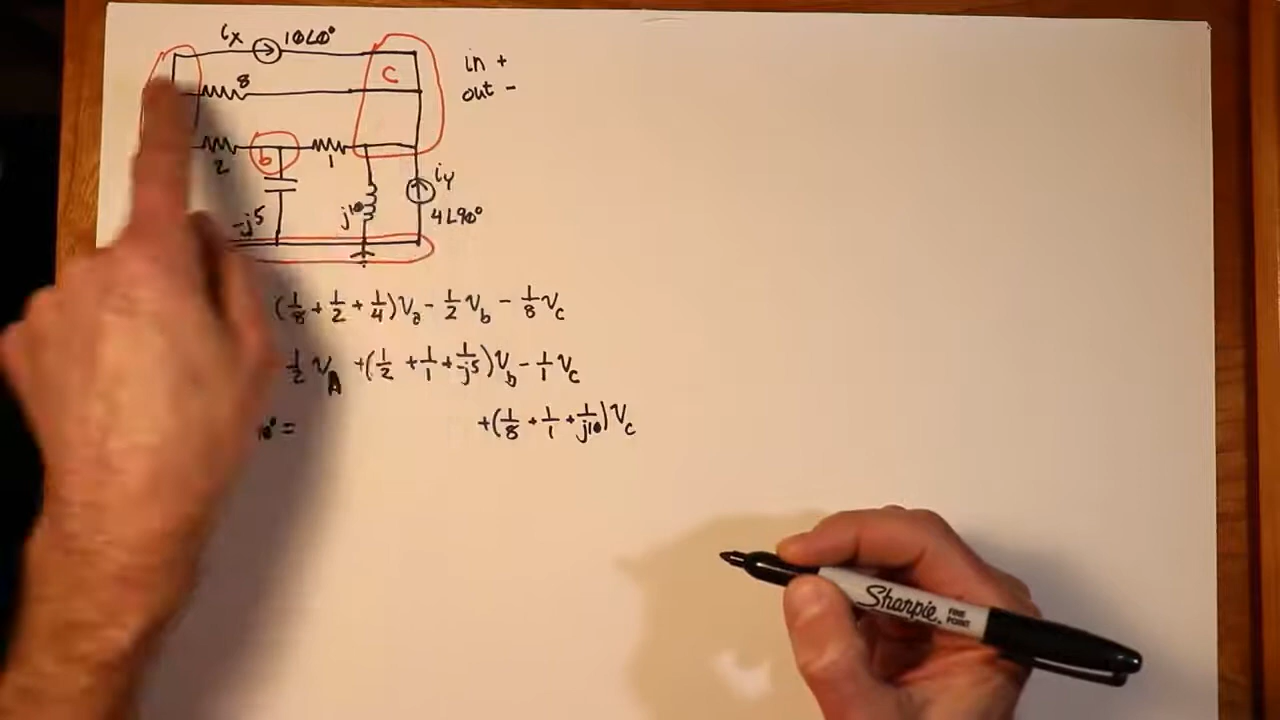 ix 10∠0°
in +
C
out -
8
b
2
1
iy
-j5
j10
4∠90°
(1/8 + 1/2 + 1/4)Va - 1/2 Vb - 1/8 Vc
1/2 VA + (1/2 + 1/1 + 1/-j5)Vb - 1/1 Vc
= + (1/8 + 1/1 + 1/j10)Vc
Sharpie.
FINE POINT